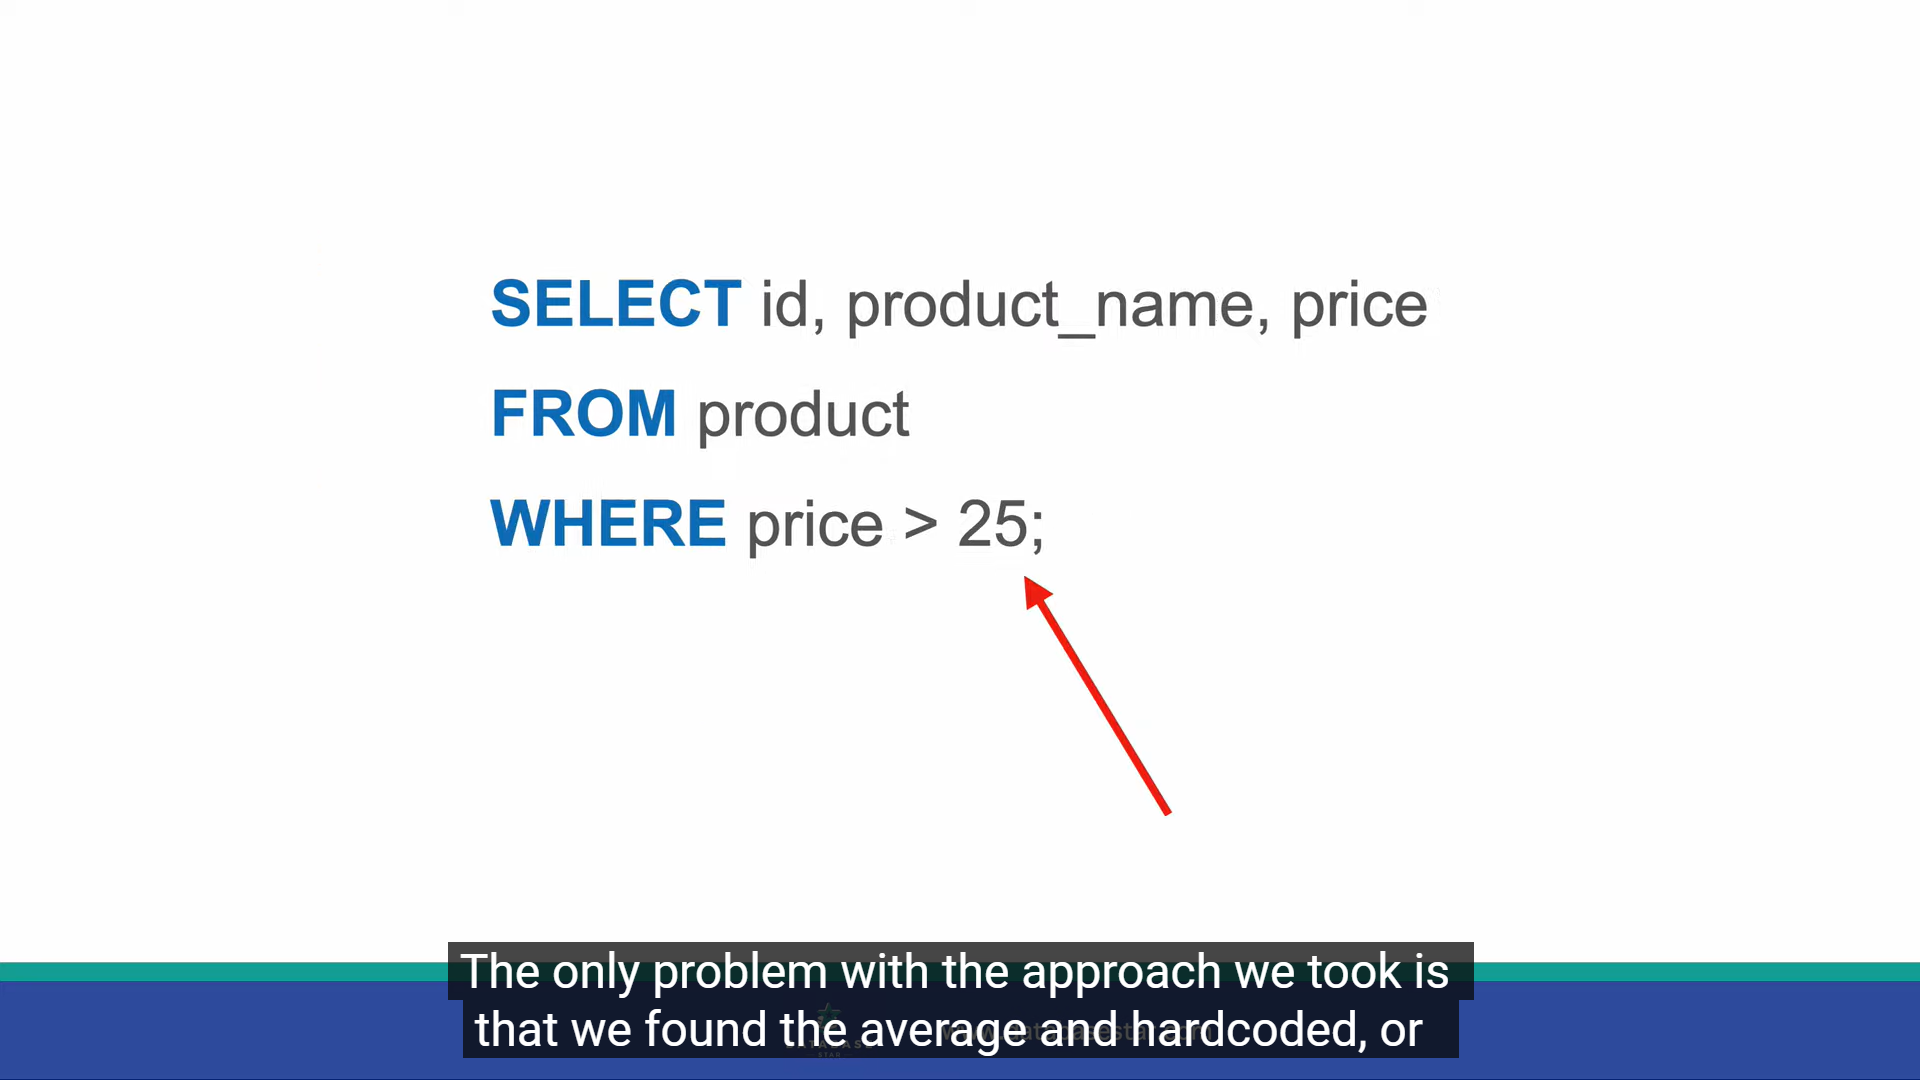 SELECT id, product_name, price
FROM product
WHERE price > 25;
The only problem with the approach we took is
that we found the average and hardcoded, or